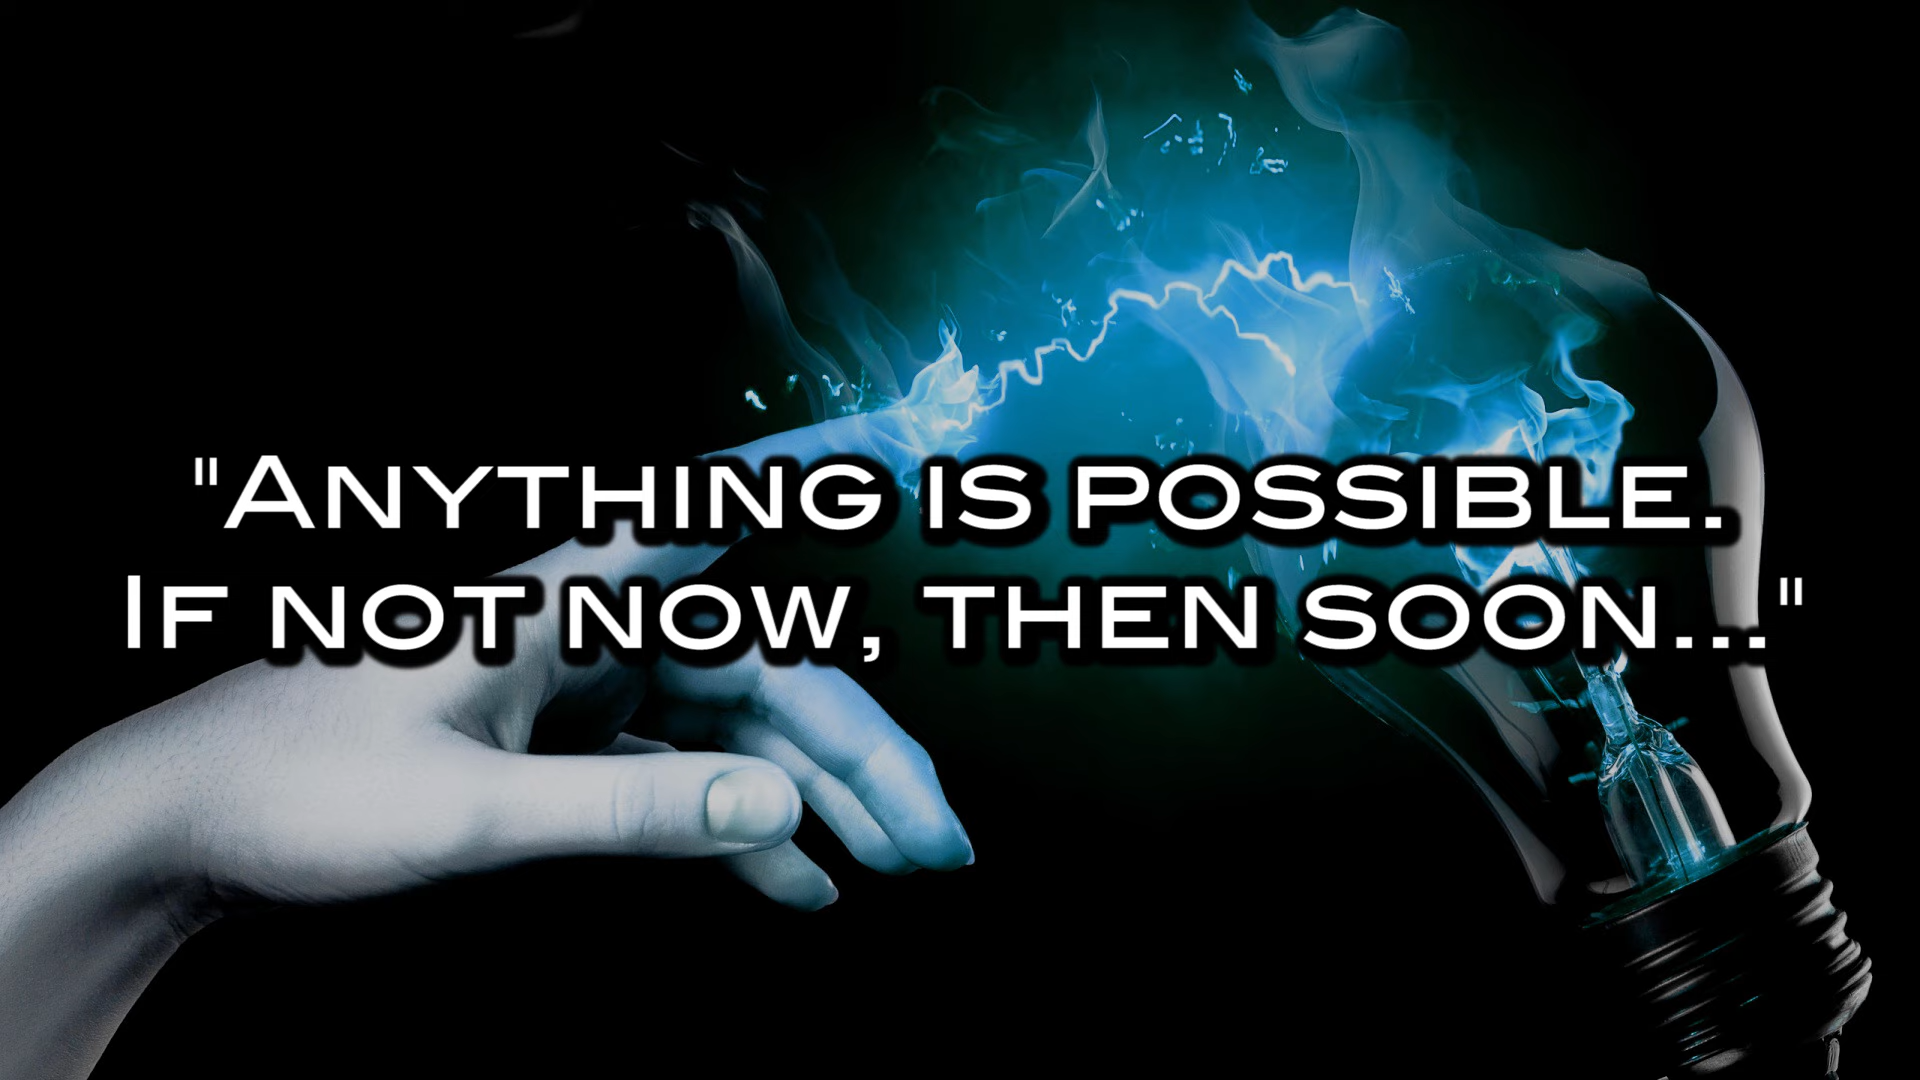 "Anything is possible.
If not now, then soon..."